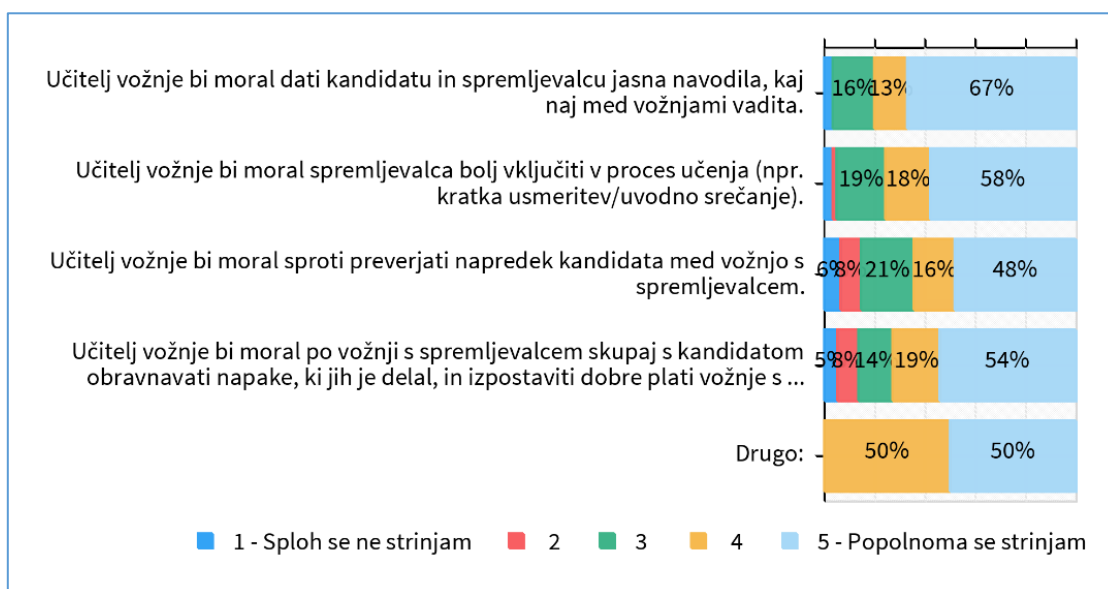 Učitelj vožnje bi moral dati kandidatu in spremljevalcu jasna navodila, kaj
naj med vožnjami vadita.
16% 13% 67%
Učitelj vožnje bi moral spremljevalca bolj vključiti v proces učenja (npr.
kratka usmeritev/uvodno srečanje).
19% 18% 58%
Učitelj vožnje bi moral sproti preverjati napredek kandidata med vožnjo s
spremljevalcem.
6% 8% 21% 16% 48%
Učitelj vožnje bi moral po vožnji s spremljevalcem skupaj s kandidatom
obravnavati napake, ki jih je delal, in izpostaviti dobre plati vožnje s ...
5% 8% 14% 19% 54%
Drugo:
50% 50%
1 - Sploh se ne strinjam 2 3 4 5 - Popolnoma se strinjam